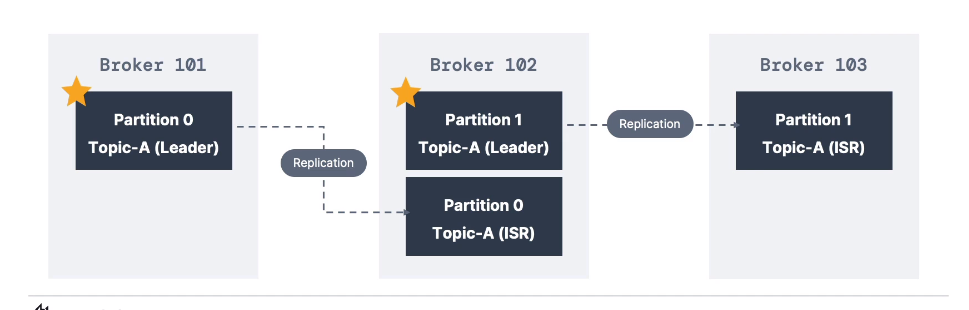 Broker 101
Partition 0
Topic-A (Leader)
Replication
Broker 102
Partition 1
Topic-A (Leader)
Partition 0
Topic-A (ISR)
Replication
Broker 103
Partition 1
Topic-A (ISR)